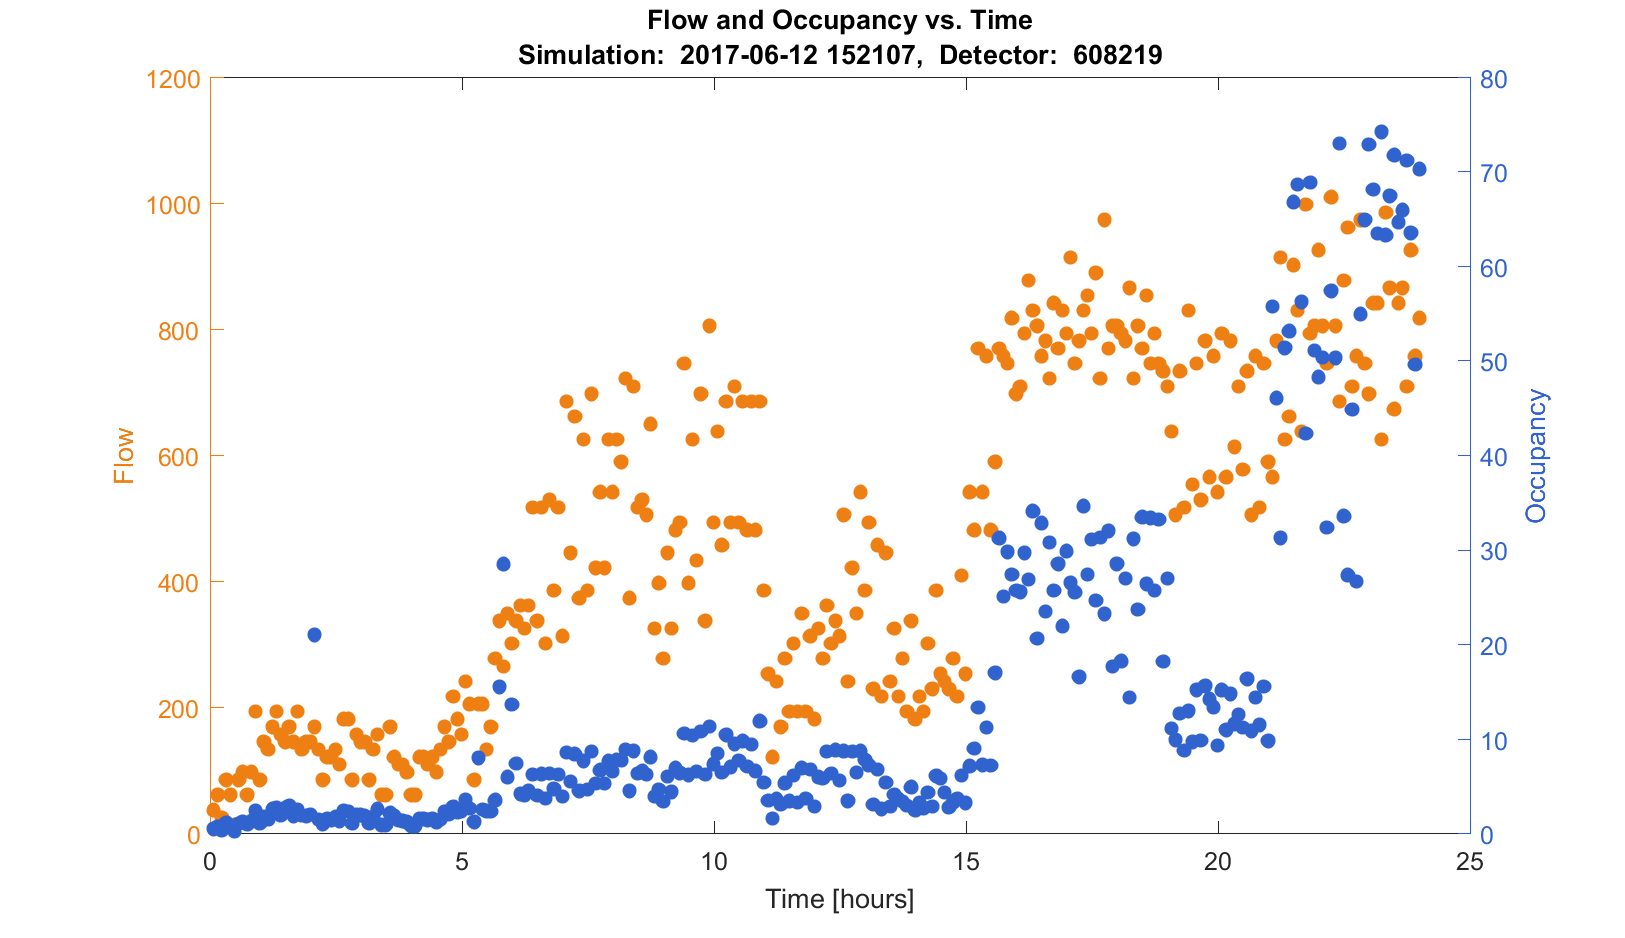 Flow and Occupancy vs. Time
Simulation:  2017-06-12 152107,  Detector:  608219
1200
1000
800
600
400
200
0
Flow
80
70
60
50
40
30
20
10
0
Occupancy
0 5 10 15 20 25
Time [hours]